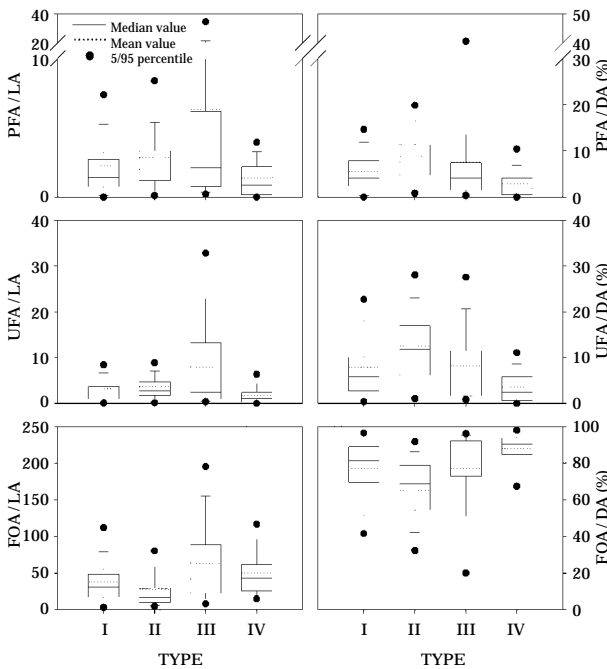 40
20
10
0
PFA / LA
Median value
Mean value
5/95 percentile
50
40
30
20
10
0
PFA / DA (%)
40
30
20
10
0
UFA / LA
40
30
20
10
0
UFA / DA (%)
250
200
150
100
50
0
FOA / LA
100
80
60
40
20
0
FOA / DA (%)
I II III IV
TYPE
I II III IV
TYPE